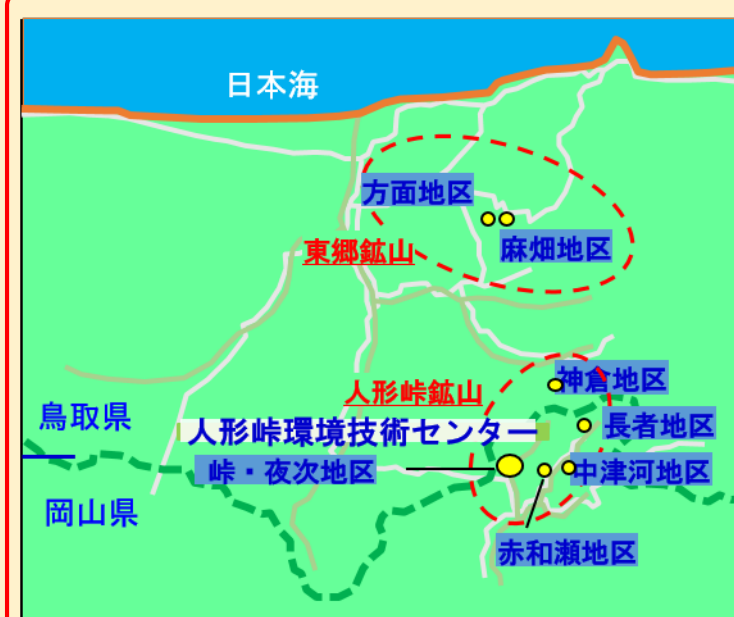 日本海
方面地区
麻畑地区
東郷鉱山
神倉地区
人形峠鉱山
鳥取県
長者地区
人形峠環境技術センター
峠・夜次地区
中津河地区
岡山県
赤和瀬地区